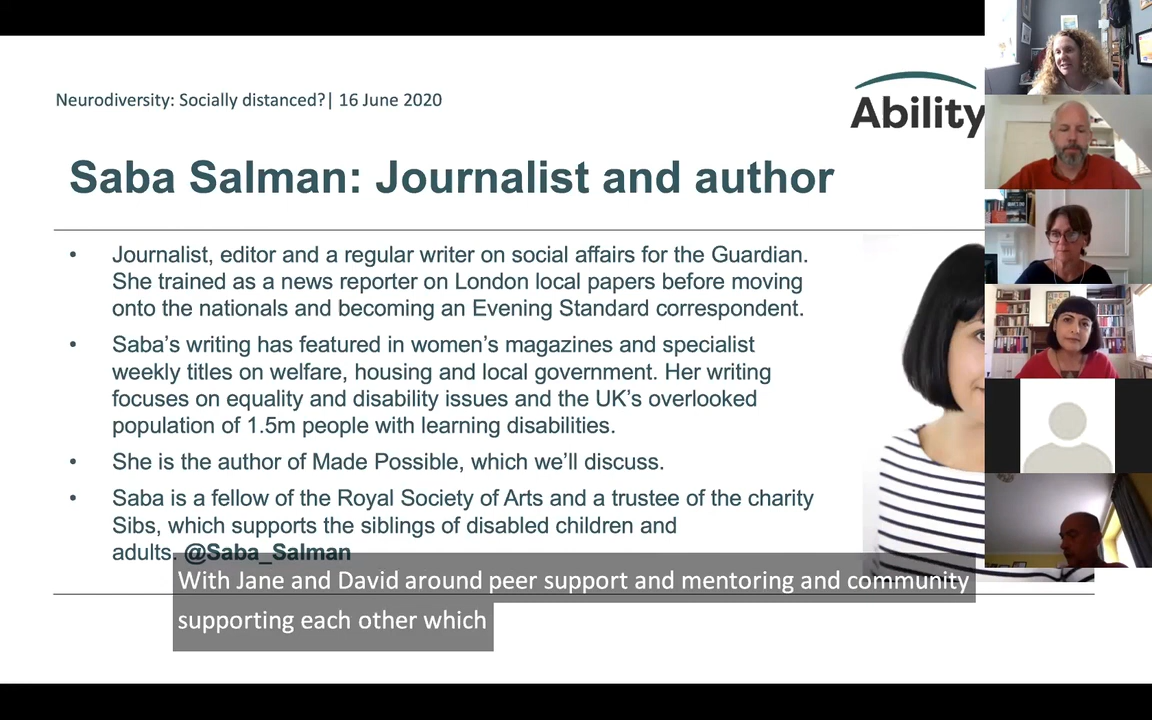 Neurodiversity: Socially distanced?| 16 June 2020
Ability
Saba Salman: Journalist and author
• Journalist, editor and a regular writer on social affairs for the Guardian.
She trained as a news reporter on London local papers before moving
onto the nationals and becoming an Evening Standard correspondent.
• Saba's writing has featured in women's magazines and specialist
weekly titles on welfare, housing and local government. Her writing
focuses on equality and disability issues and the UK's overlooked
population of 1.5m people with learning disabilities.
• She is the author of Made Possible, which we'll discuss.
• Saba is a fellow of the Royal Society of Arts and a trustee of the charity
Sibs, which supports the siblings of disabled children and
adults. @Saba_Salman
With Jane and David around peer support and mentoring and community
supporting each other which